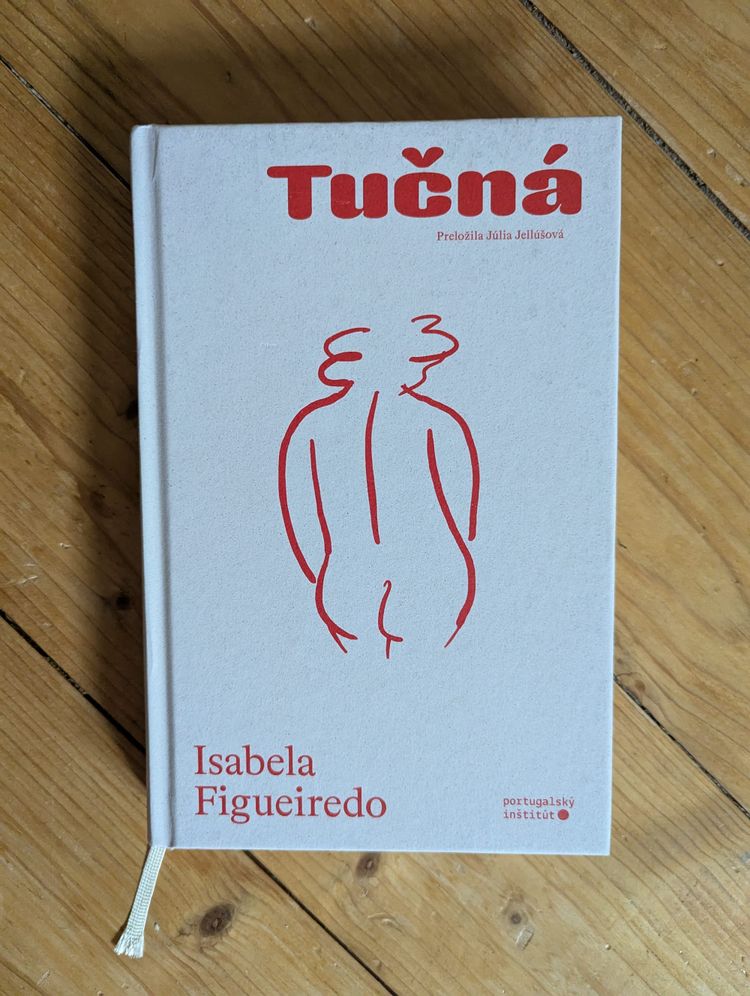 Tučná
Preložila Júlia Jellúšová
Isabela
Figueiredo
portugalský
inštitút